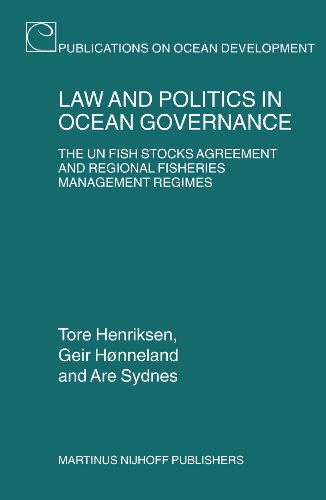 PUBLICATIONS ON OCEAN DEVELOPMENT
LAW AND POLITICS IN
OCEAN GOVERNANCE
THE UN FISH STOCKS AGREEMENT
AND REGIONAL FISHERIES
MANAGEMENT REGIMES
Tore Henriksen,
Geir Hønneland
and Are Sydnes
MARTINUS NIJHOFF PUBLISHERS